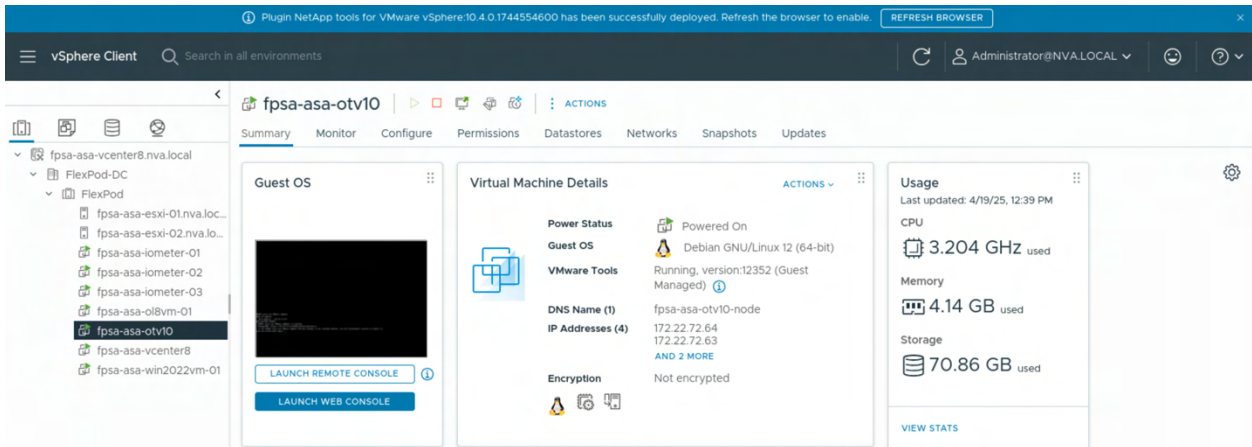 Plugin NetApp tools for VMware vSphere:10.4.0.1744554600 has been successfully deployed. Refresh the browser to enable. REFRESH BROWSER
vSphere Client Search in all environments Administrator@NVA.LOCAL
fpsa-asa-otv10 ACTIONS
Summary Monitor Configure Permissions Datastores Networks Snapshots Updates
fpsa-asa-vcenter8.nva.local
FlexPod-DC
FlexPod
fpsa-asa-esxi-01.nva.loc...
fpsa-asa-esxi-02.nva.lo...
fpsa-asa-iometer-01
fpsa-asa-iometer-02
fpsa-asa-iometer-03
fpsa-asa-ol8vm-01
fpsa-asa-otv10
fpsa-asa-vcenter8
fpsa-asa-win2022vm-01
Guest OS
LAUNCH REMOTE CONSOLE
LAUNCH WEB CONSOLE
Virtual Machine Details ACTIONS
Power Status Powered On
Guest OS Debian GNU/Linux 12 (64-bit)
VMware Tools Running, version:12352 (Guest
Managed)
DNS Name (1) fpsa-asa-otv10-node
IP Addresses (4) 172.22.72.64
172.22.72.63
AND 2 MORE
Encryption Not encrypted
Usage
Last updated: 4/19/25, 12:39 PM
CPU
3.204 GHz used
Memory
4.14 GB used
Storage
70.86 GB used
VIEW STATS